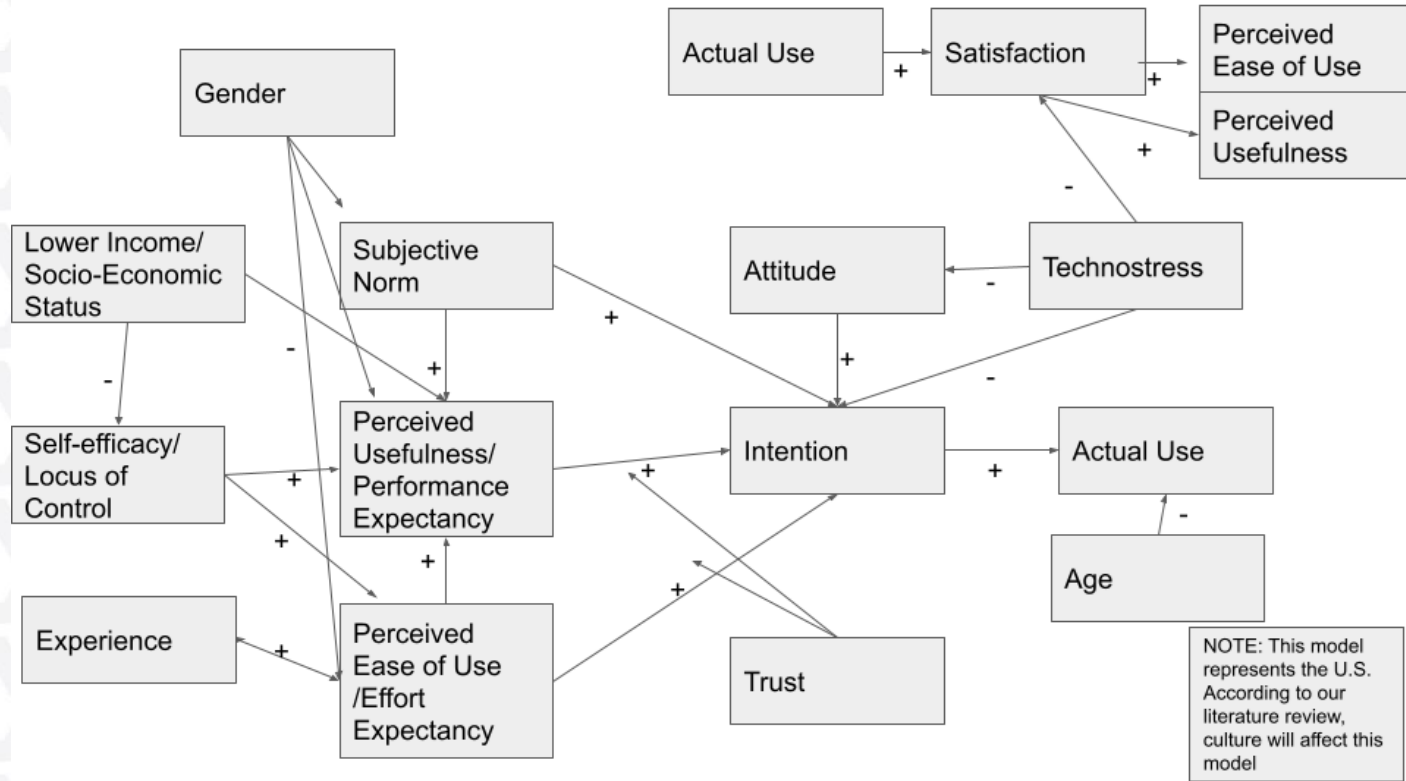 Actual Use
+
Satisfaction
+
Perceived
Ease of Use
+
Perceived
Usefulness
Gender
-
Lower Income/
Socio-Economic
Status
Subjective
Norm
Attitude
-
Technostress
+
-
-
+
+
-
Self-efficacy/
Locus of
Control
+
Perceived
Usefulness/
Performance
Expectancy
+
Intention
+
Actual Use
-
+
+
Age
Experience
+
Perceived
Ease of Use
/Effort
Expectancy
+
Trust
NOTE: This model
represents the U.S.
According to our
literature review,
culture will affect this
model